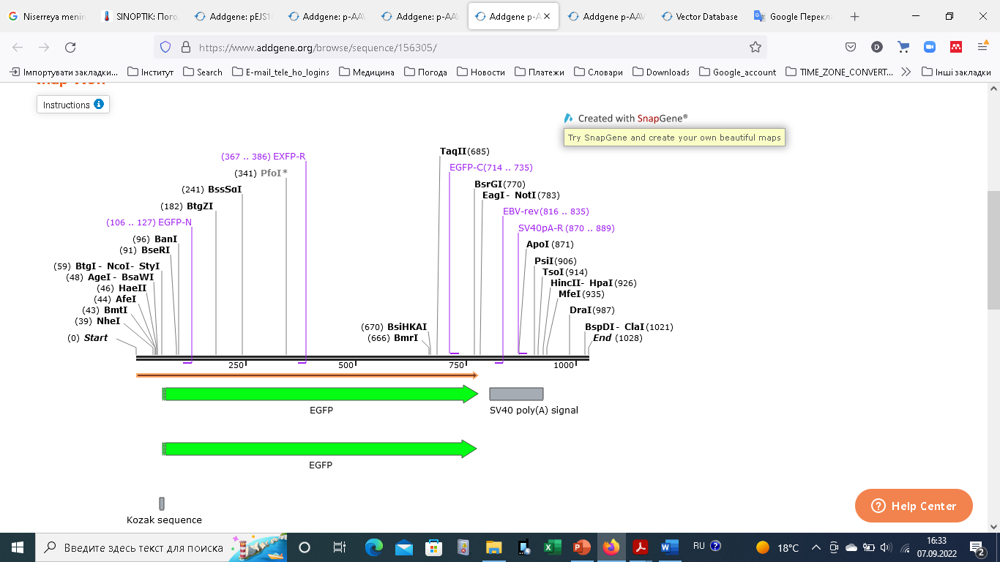 Niserreya menin
SINOPTIK: Пого
Addgene: pEJS1
Addgene: p-AAV
Addgene: p-AAV
Addgene p-A
Addgene p-AAV
Vector Database
Google Перекла
https://www.addgene.org/browse/sequence/156305/
Імпортувати закладки...
Інститут
Search
E-mail_tele_ho_logins
Медицина
Погода
Новости
Платежи
Словари
Downloads
Google_account
TIME_ZONE_CONVERT...
Інші закладки
Instructions
Created with SnapGene®
Try SnapGene and create your own beautiful maps
TaqII (685)
(367 .. 386) EXFP-R
EGFP-C (714 .. 735)
(341) PfoI*
BsrGI (770)
(241) BssSαI
EagI - NotI (783)
(182) BtgZI
EBV-rev (816 .. 835)
(106 .. 127) EGFP-N
SV40pA-R (870 .. 889)
(96) BanI
ApoI (871)
(91) BseRI
PsiI (906)
(59) BtgI - NcoI - StyI
TsoI (914)
(48) AgeI - BsaWI
HincII - HpaI (926)
(46) HaeII
MfeI (935)
(44) AfeI
(43) BmtI
DraI (987)
(39) NheI
(670) BsiHKAI
BspDI - ClaI (1021)
(0) Start
(666) BmrI
End (1028)
250
500
750
1000
EGFP
SV40 poly(A) signal
EGFP
Kozak sequence
Help Center
Введите здесь текст для поиска
RU
18°C
16:33
07.09.2022
2